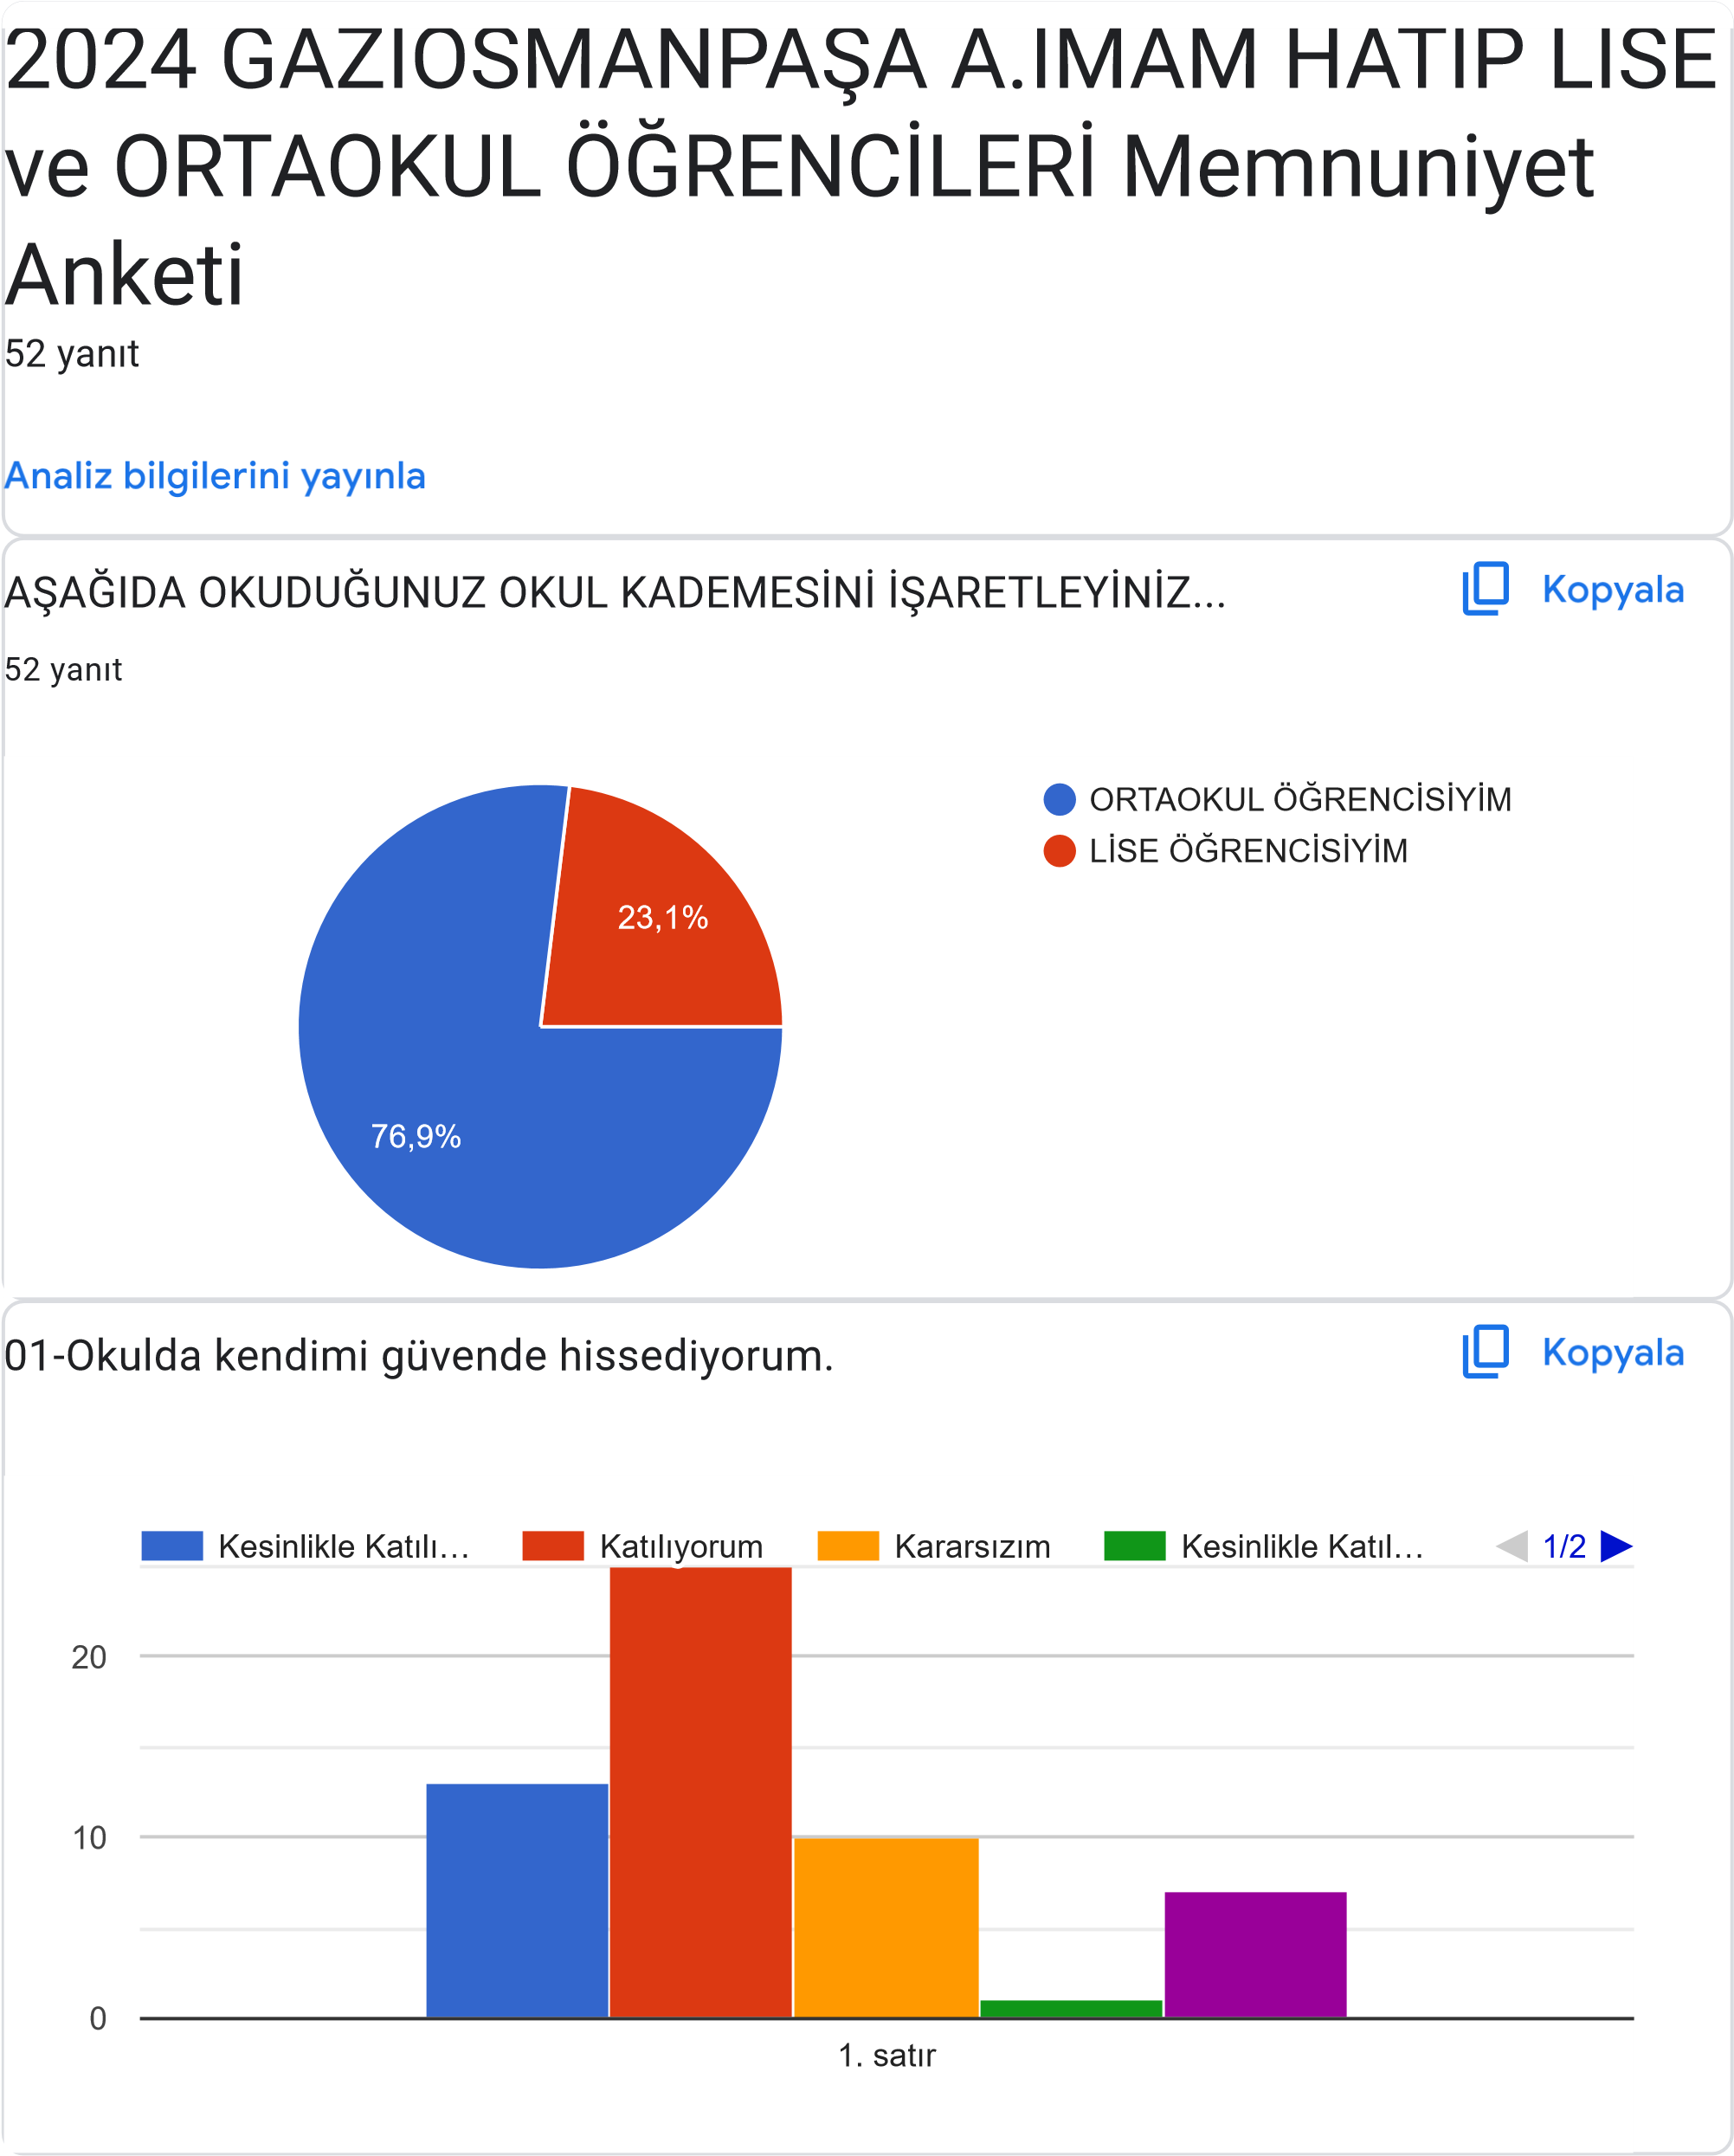 2024 GAZIOSMANPAŞA A.IMAM HATIP LISE
ve ORTAOKUL ÖĞRENCİLERİ Memnuniyet
Anketi
52 yanıt
Analiz bilgilerini yayınla
AŞAĞIDA OKUDUĞUNUZ OKUL KADEMESİNİ İŞARETLEYİNİZ...
Kopyala
52 yanıt
ORTAOKUL ÖĞRENCİSİYİM
LİSE ÖĞRENCISİYİM
23,1%
76,9%
01-Okulda kendimi güvende hissediyorum.
Kopyala
Kesinlikle Katılı… Katılıyorum Kararsızım Kesinlikle Katıl… 1/2
20
10
0
1. satır